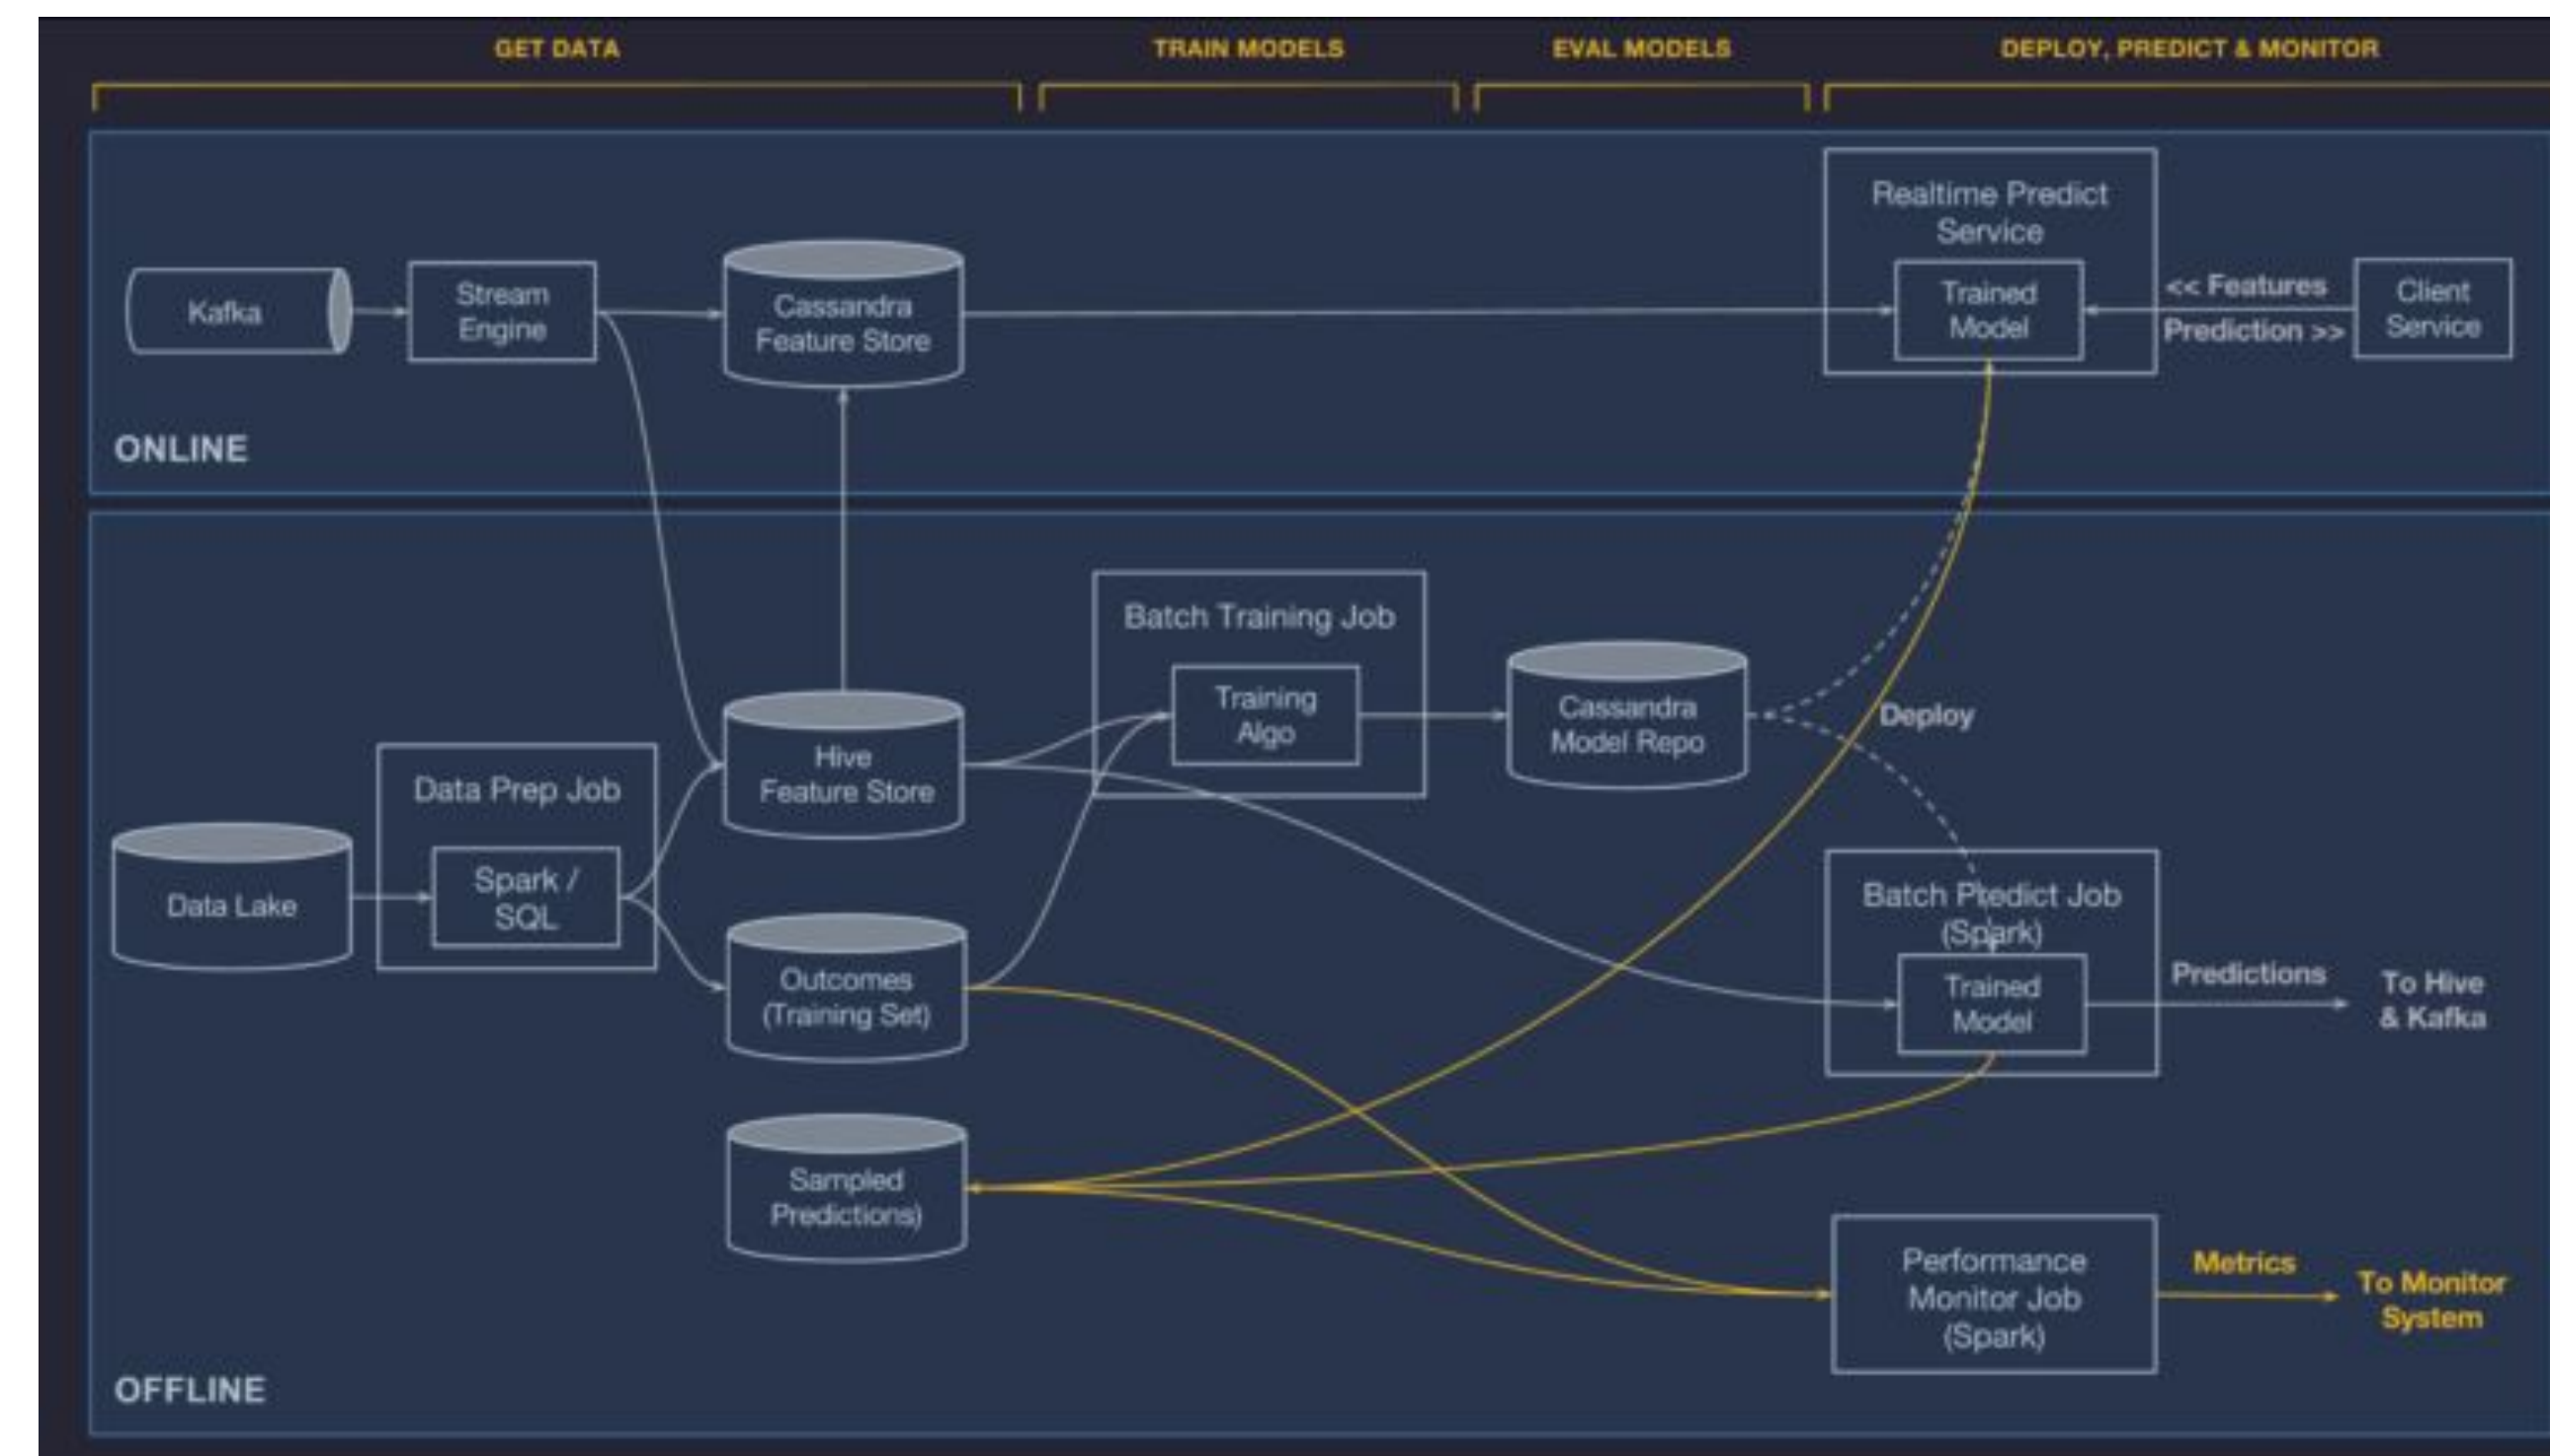 GET DATA
TRAIN MODELS
EVAL MODELS
DEPLOY, PREDICT & MONITOR
Realtime Predict
Service
Kafka
Stream
Engine
Cassandra
Feature Store
Trained
Model
<< Features
Prediction >>
Client
Service
ONLINE
Batch Training Job
Training
Algo
Cassandra
Model Repo
Deploy
Hive
Feature Store
Data Prep Job
Spark /
SQL
Data Lake
Outcomes
(Training Set)
Batch Predict Job
(Spark)
Trained
Model
Predictions
To Hive
& Kafka
Sampled
Predictions)
Performance
Monitor Job
(Spark)
Metrics
To Monitor
System
OFFLINE